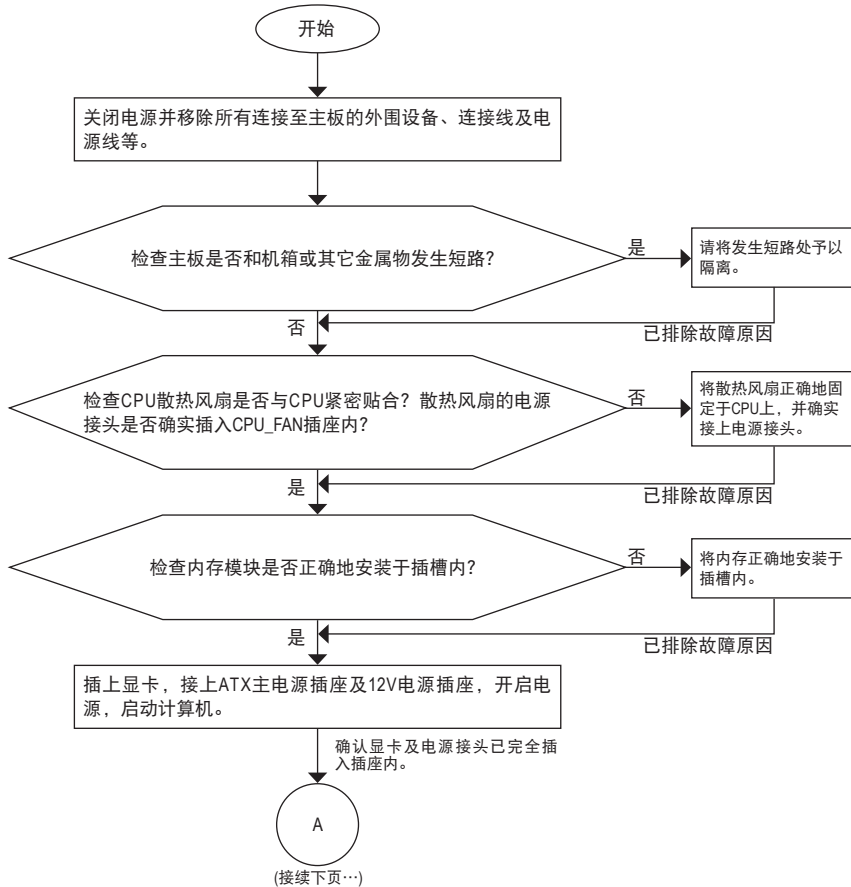 开始
关闭电源并移除所有连接至主板的外围设备、连接线及电
源线等。
检查主板是否和机箱或其它金属物发生短路？
是
请将发生短路处予以
隔离。
否
已排除故障原因
检查CPU散热风扇是否与CPU紧密贴合？散热风扇的电源
接头是否确实插入CPU_FAN插座内？
否
将散热风扇正确地固
定于CPU上，并确实
接上电源接头。
是
已排除故障原因
检查内存模块是否正确地安装于插槽内？
否
将内存正确地安装于
插槽内。
是
已排除故障原因
插上显卡，接上ATX主电源插座及12V电源插座，开启电
源，启动计算机。
确认显卡及电源接头已完全插
入插座内。
A
(接续下页…)